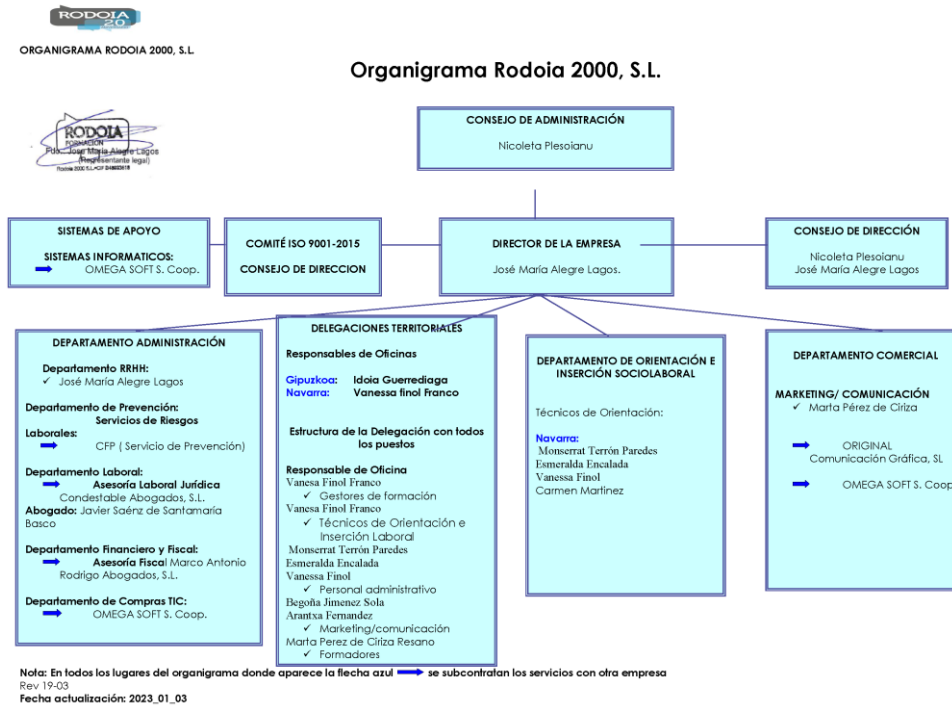 RODOIA
2.0
ORGANIGRAMA RODOIA 2000, S.L.
Organigrama Rodoia 2000, S.L.
RODOIA
FORMACION
Fdo.: José María Alegre Lagos
(Representante legal)
Rodoia 2000 S.L.
CONSEJO DE ADMINISTRACIÓN
Nicoleta Plesoianu
SISTEMAS DE APOYO
SISTEMAS INFORMATICOS:
OMEGA SOFT S. Coop.
COMITÉ ISO 9001-2015
CONSEJO DE DIRECCION
DIRECTOR DE LA EMPRESA
José María Alegre Lagos.
CONSEJO DE DIRECCIÓN
Nicoleta Plesoianu
José María Alegre Lagos
DEPARTAMENTO ADMINISTRACIÓN
Departamento RRHH:
✓ José María Alegre Lagos
Departamento de Prevención:
Servicios de Riesgos
Laborales:
CFP ( Servicio de Prevención)
Departamento Laboral:
Asesoría Laboral Jurídica
Condestable Abogados, S.L.
Abogado: Javier Saénz de Santamaría
Basco
Departamento Financiero y Fiscal:
Asesoría Fiscal Marco Antonio
Rodrigo Abogados, S.L.
Departamento de Compras TIC:
OMEGA SOFT S. Coop.
DELEGACIONES TERRITORIALES
Responsables de Oficinas
Gipuzkoa: Idoia Guerrediaga
Navarra: Vanessa finol Franco
Estructura de la Delegación con todos
los puestos
Responsable de Oficina
Vanesa Finol Franco
✓ Gestores de formación
Vanesa Finol Franco
✓ Técnicos de Orientación e
Inserción Laboral
Monserrat Terrón Paredes
Esmeralda Encalada
Vanessa Finol
✓ Personal administrativo
Begoña Jimenez Sola
Arantxa Fernandez
✓ Marketing/comunicación
Marta Perez de Ciriza Resano
✓ Formadores
DEPARTAMENTO DE ORIENTACIÓN E
INSERCIÓN SOCIOLABORAL
Técnicos de Orientación:
Navarra:
Monserrat Terrón Paredes
Esmeralda Encalada
Vanessa Finol
Carmen Martinez
DEPARTAMENTO COMERCIAL
MARKETING/ COMUNICACIÓN
✓ Marta Pérez de Ciriza
ORIGINAL
Comunicación Gráfica, SL
OMEGA SOFT S. Coop
Nota: En todos los lugares del organigrama donde aparece la flecha azul se subcontratan los servicios con otra empresa
Rev 19-03
Fecha actualización: 2023_01_03